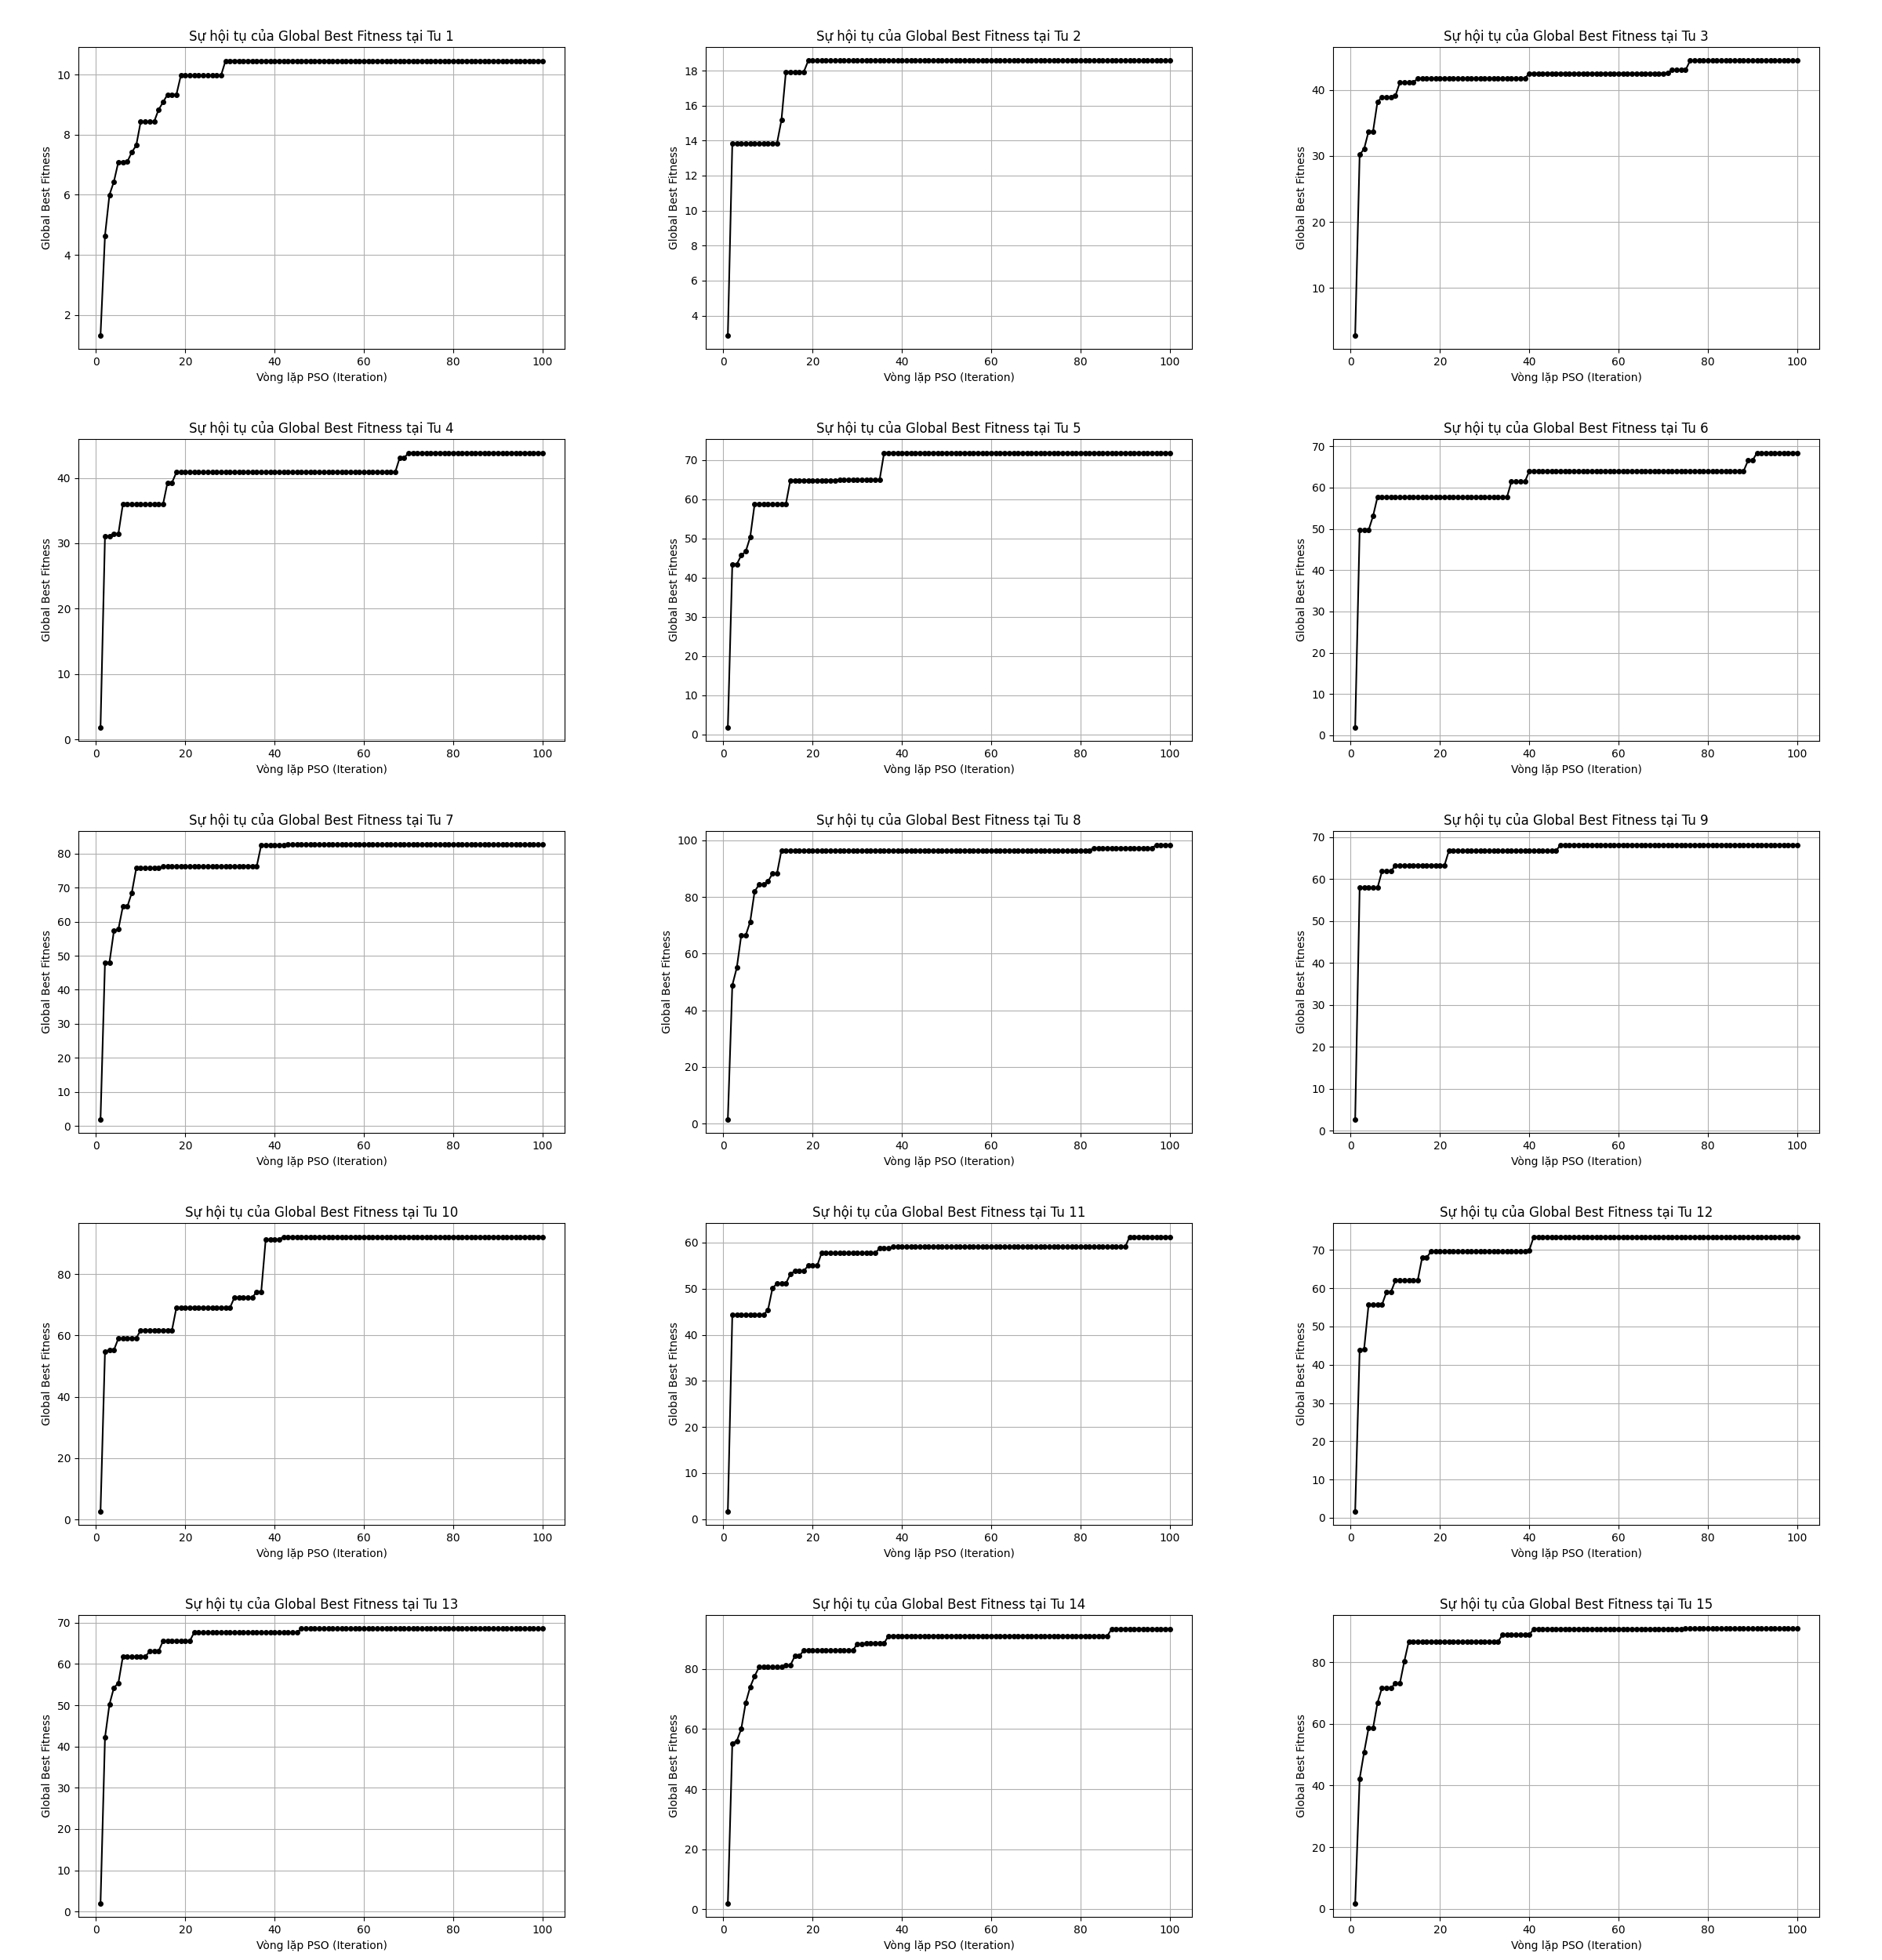 Sự hội tụ của Global Best Fitness tại Tu 1
Global Best Fitness
10
8
6
4
2
0 20 40 60 80 100
Vòng lặp PSO (Iteration)
Sự hội tụ của Global Best Fitness tại Tu 2
Global Best Fitness
18
16
14
12
10
8
6
4
0 20 40 60 80 100
Vòng lặp PSO (Iteration)
Sự hội tụ của Global Best Fitness tại Tu 3
Global Best Fitness
40
30
20
10
0 20 40 60 80 100
Vòng lặp PSO (Iteration)
Sự hội tụ của Global Best Fitness tại Tu 4
Global Best Fitness
40
30
20
10
0
0 20 40 60 80 100
Vòng lặp PSO (Iteration)
Sự hội tụ của Global Best Fitness tại Tu 5
Global Best Fitness
70
60
50
40
30
20
10
0
0 20 40 60 80 100
Vòng lặp PSO (Iteration)
Sự hội tụ của Global Best Fitness tại Tu 6
Global Best Fitness
70
60
50
40
30
20
10
0
0 20 40 60 80 100
Vòng lặp PSO (Iteration)
Sự hội tụ của Global Best Fitness tại Tu 7
Global Best Fitness
80
70
60
50
40
30
20
10
0
0 20 40 60 80 100
Vòng lặp PSO (Iteration)
Sự hội tụ của Global Best Fitness tại Tu 8
Global Best Fitness
100
80
60
40
20
0
0 20 40 60 80 100
Vòng lặp PSO (Iteration)
Sự hội tụ của Global Best Fitness tại Tu 9
Global Best Fitness
70
60
50
40
30
20
10
0
0 20 40 60 80 100
Vòng lặp PSO (Iteration)
Sự hội tụ của Global Best Fitness tại Tu 10
Global Best Fitness
80
60
40
20
0
0 20 40 60 80 100
Vòng lặp PSO (Iteration)
Sự hội tụ của Global Best Fitness tại Tu 11
Global Best Fitness
60
50
40
30
20
10
0
0 20 40 60 80 100
Vòng lặp PSO (Iteration)
Sự hội tụ của Global Best Fitness tại Tu 12
Global Best Fitness
70
60
50
40
30
20
10
0
0 20 40 60 80 100
Vòng lặp PSO (Iteration)
Sự hội tụ của Global Best Fitness tại Tu 13
Global Best Fitness
70
60
50
40
30
20
10
0
0 20 40 60 80 100
Vòng lặp PSO (Iteration)
Sự hội tụ của Global Best Fitness tại Tu 14
Global Best Fitness
80
60
40
20
0
0 20 40 60 80 100
Vòng lặp PSO (Iteration)
Sự hội tụ của Global Best Fitness tại Tu 15
Global Best Fitness
80
60
40
20
0
0 20 40 60 80 100
Vòng lặp PSO (Iteration)